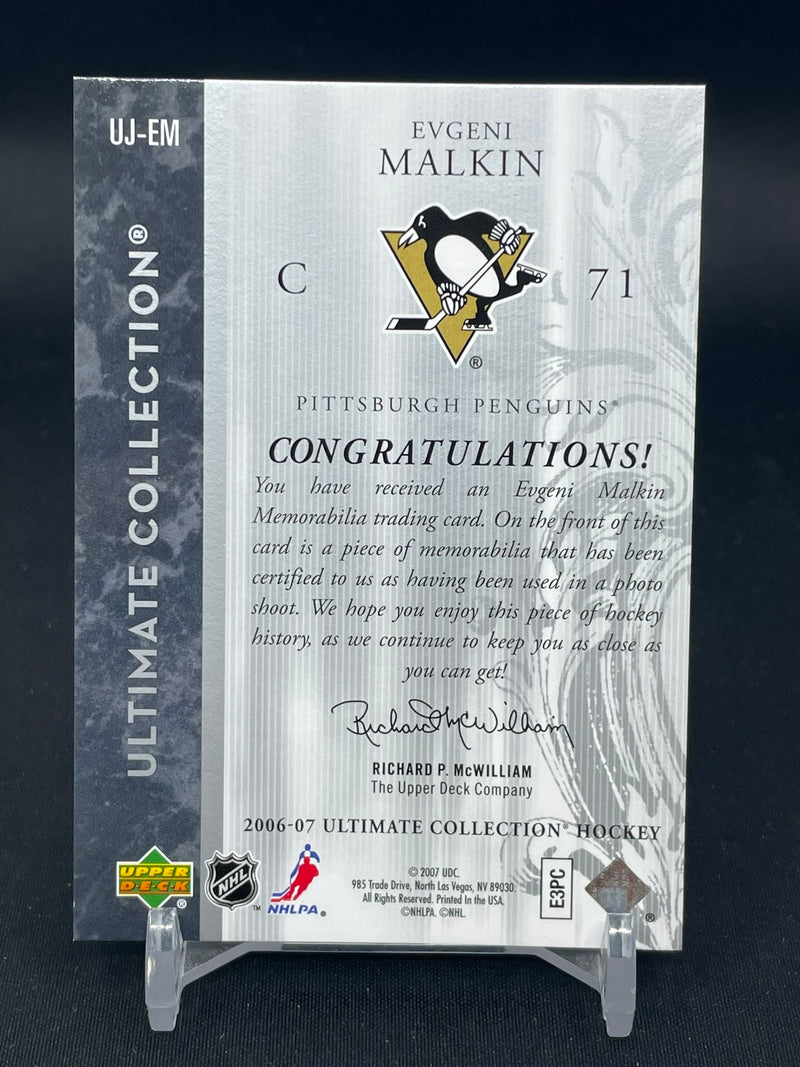 UJ-EM
ULTIMATE COLLECTION®
EVGENI
MALKIN
C
71
®
PITTSBURGH PENGUINS®
CONGRATULATIONS!
You have received an Evgeni Malkin
Memorabilia trading card. On the front of this
card is a piece of memorabilia that has been
certified to us as having been used in a photo
shoot. We hope you enjoy this piece of hockey
history, as we continue to keep you as close as
you can get!
Richard McWilliam
RICHARD P. McWILLIAM
The Upper Deck Company
2006-07 ULTIMATE COLLECTION® HOCKEY
UPPER
DECK
®
NHL
™
NHLPA®
© 2007 UDC.
985 Trade Drive, North Las Vegas, NV 89030.
All Rights Reserved. Printed in the USA.
©NHLPA. ©NHL.
E3PC
®